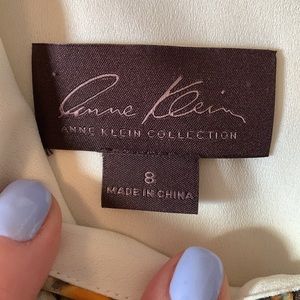 Anne Klein
ANNE KLEIN COLLECTION
8
MADE IN CHINA